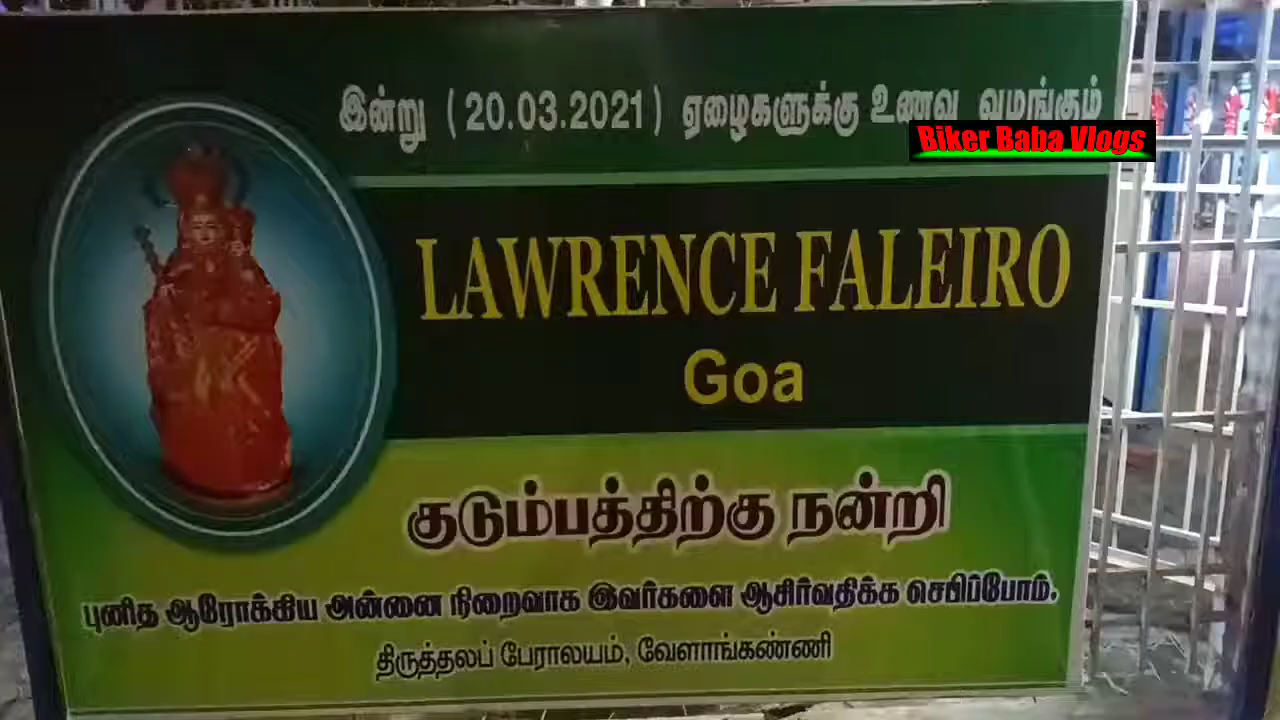 இன்று (20.03.2021) ஏழைகளுக்கு உணவு வழங்கும்
Biker Baba Vlogs
LAWRENCE FALEIRO
Goa
குடும்பத்திற்கு நன்றி
புனித ஆரோக்கிய அன்னை நிறைவாக இவர்களை ஆசிர்வதிக்க செபிப்போம்.
திருத்தலப் பேராலயம், வேளாங்கண்ணி